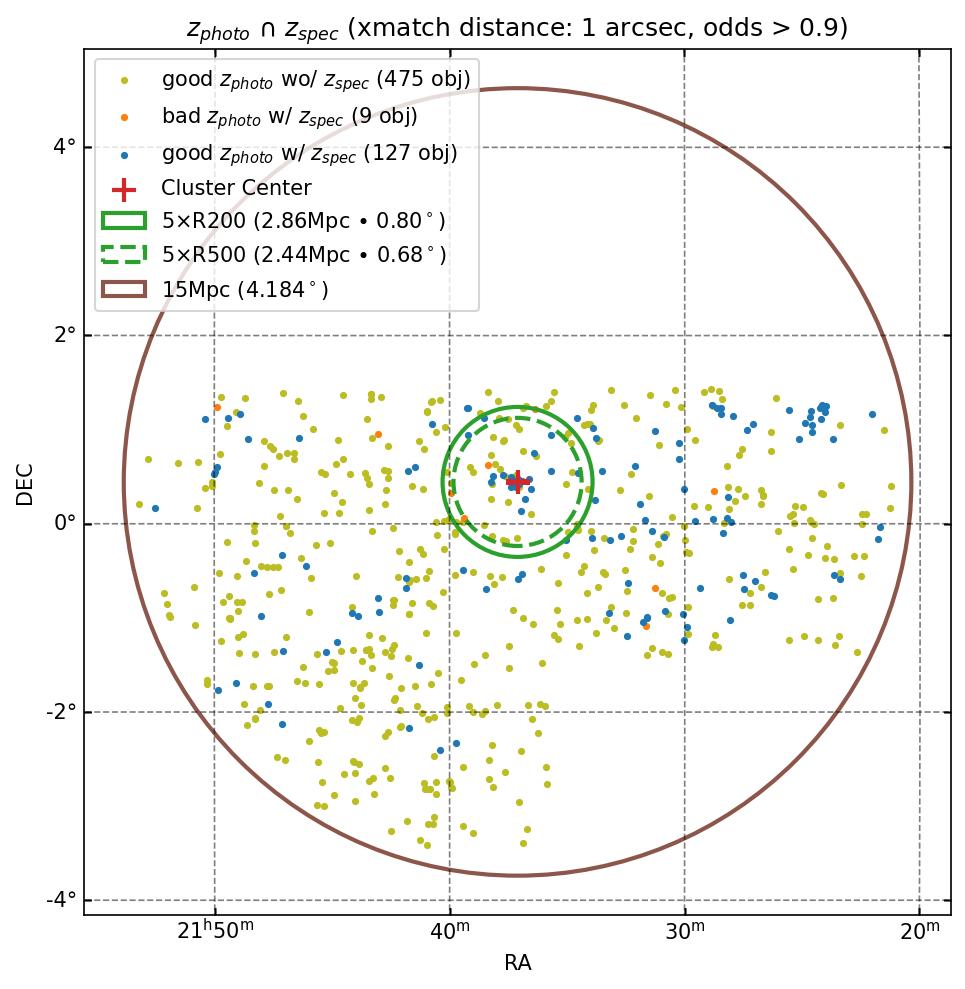 z_photo ∩ z_spec (xmatch distance: 1 arcsec, odds > 0.9)
good z_photo wo/ z_spec (475 obj)
bad z_photo w/ z_spec (9 obj)
good z_photo w/ z_spec (127 obj)
Cluster Center
5×R200 (2.86Mpc • 0.80°)
5×R500 (2.44Mpc • 0.68°)
15Mpc (4.184°)
4°
2°
0°
-2°
-4°
DEC
21ʰ50ᵐ 40ᵐ 30ᵐ 20ᵐ
RA